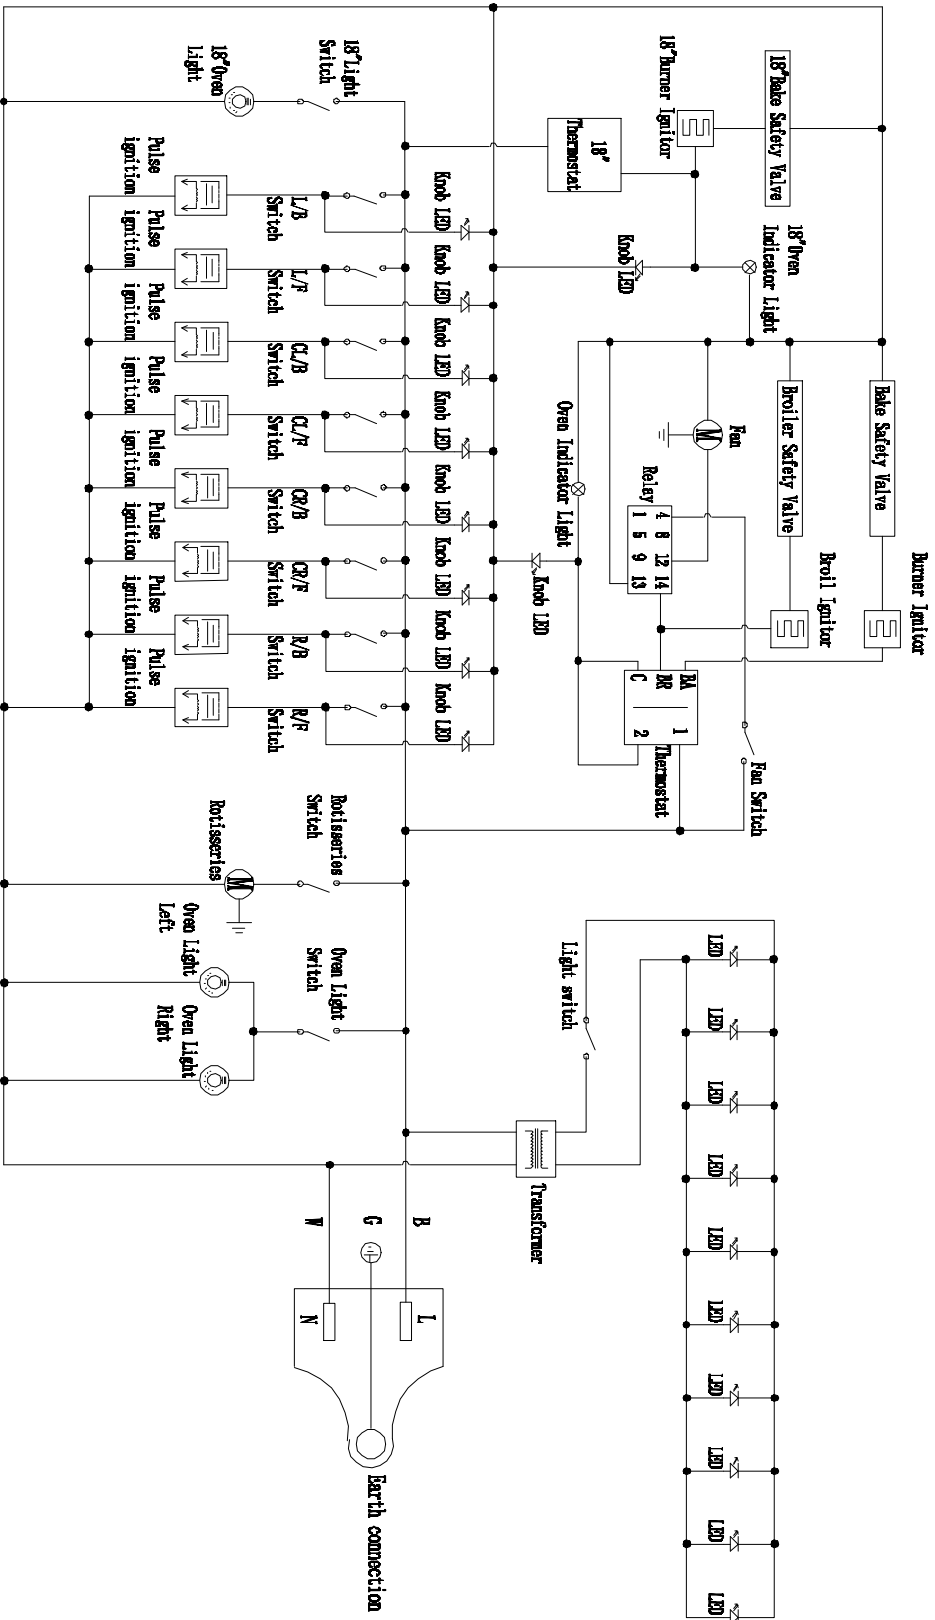 Burner Ignitor
Broil Ignitor
Bake Safety Valve
Broiler Safety Valve
18"Bake Safety Valve
18"Oven
Indicator Light
18"Burner Ignitor
18"
Thermostat
Knob LED
Fan
M
Relay
4 8 12 14
1 5 9 13
Fan Switch
BA
BR
C
1
2
Thermostat
Oven Indicator Light
Knob LED
Knob LED
Knob LED
Knob LED
Knob LED
Knob LED
Knob LED
Knob LED
Knob LED
18"Light
Switch
18"Oven
Light
L/B
Switch
L/F
Switch
CL/B
Switch
CL/F
Switch
CR/B
Switch
CR/F
Switch
R/B
Switch
R/F
Switch
Pulse
ignition
Pulse
ignition
Pulse
ignition
Pulse
ignition
Pulse
ignition
Pulse
ignition
Pulse
ignition
Pulse
ignition
Rotisseries
Switch
Rotisseries
M
Oven Light
Switch
Oven Light
Left
Oven Light
Right
LED
LED
LED
LED
LED
LED
LED
LED
LED
LED
Light switch
Transformer
B
G
W
L
N
Earth connection